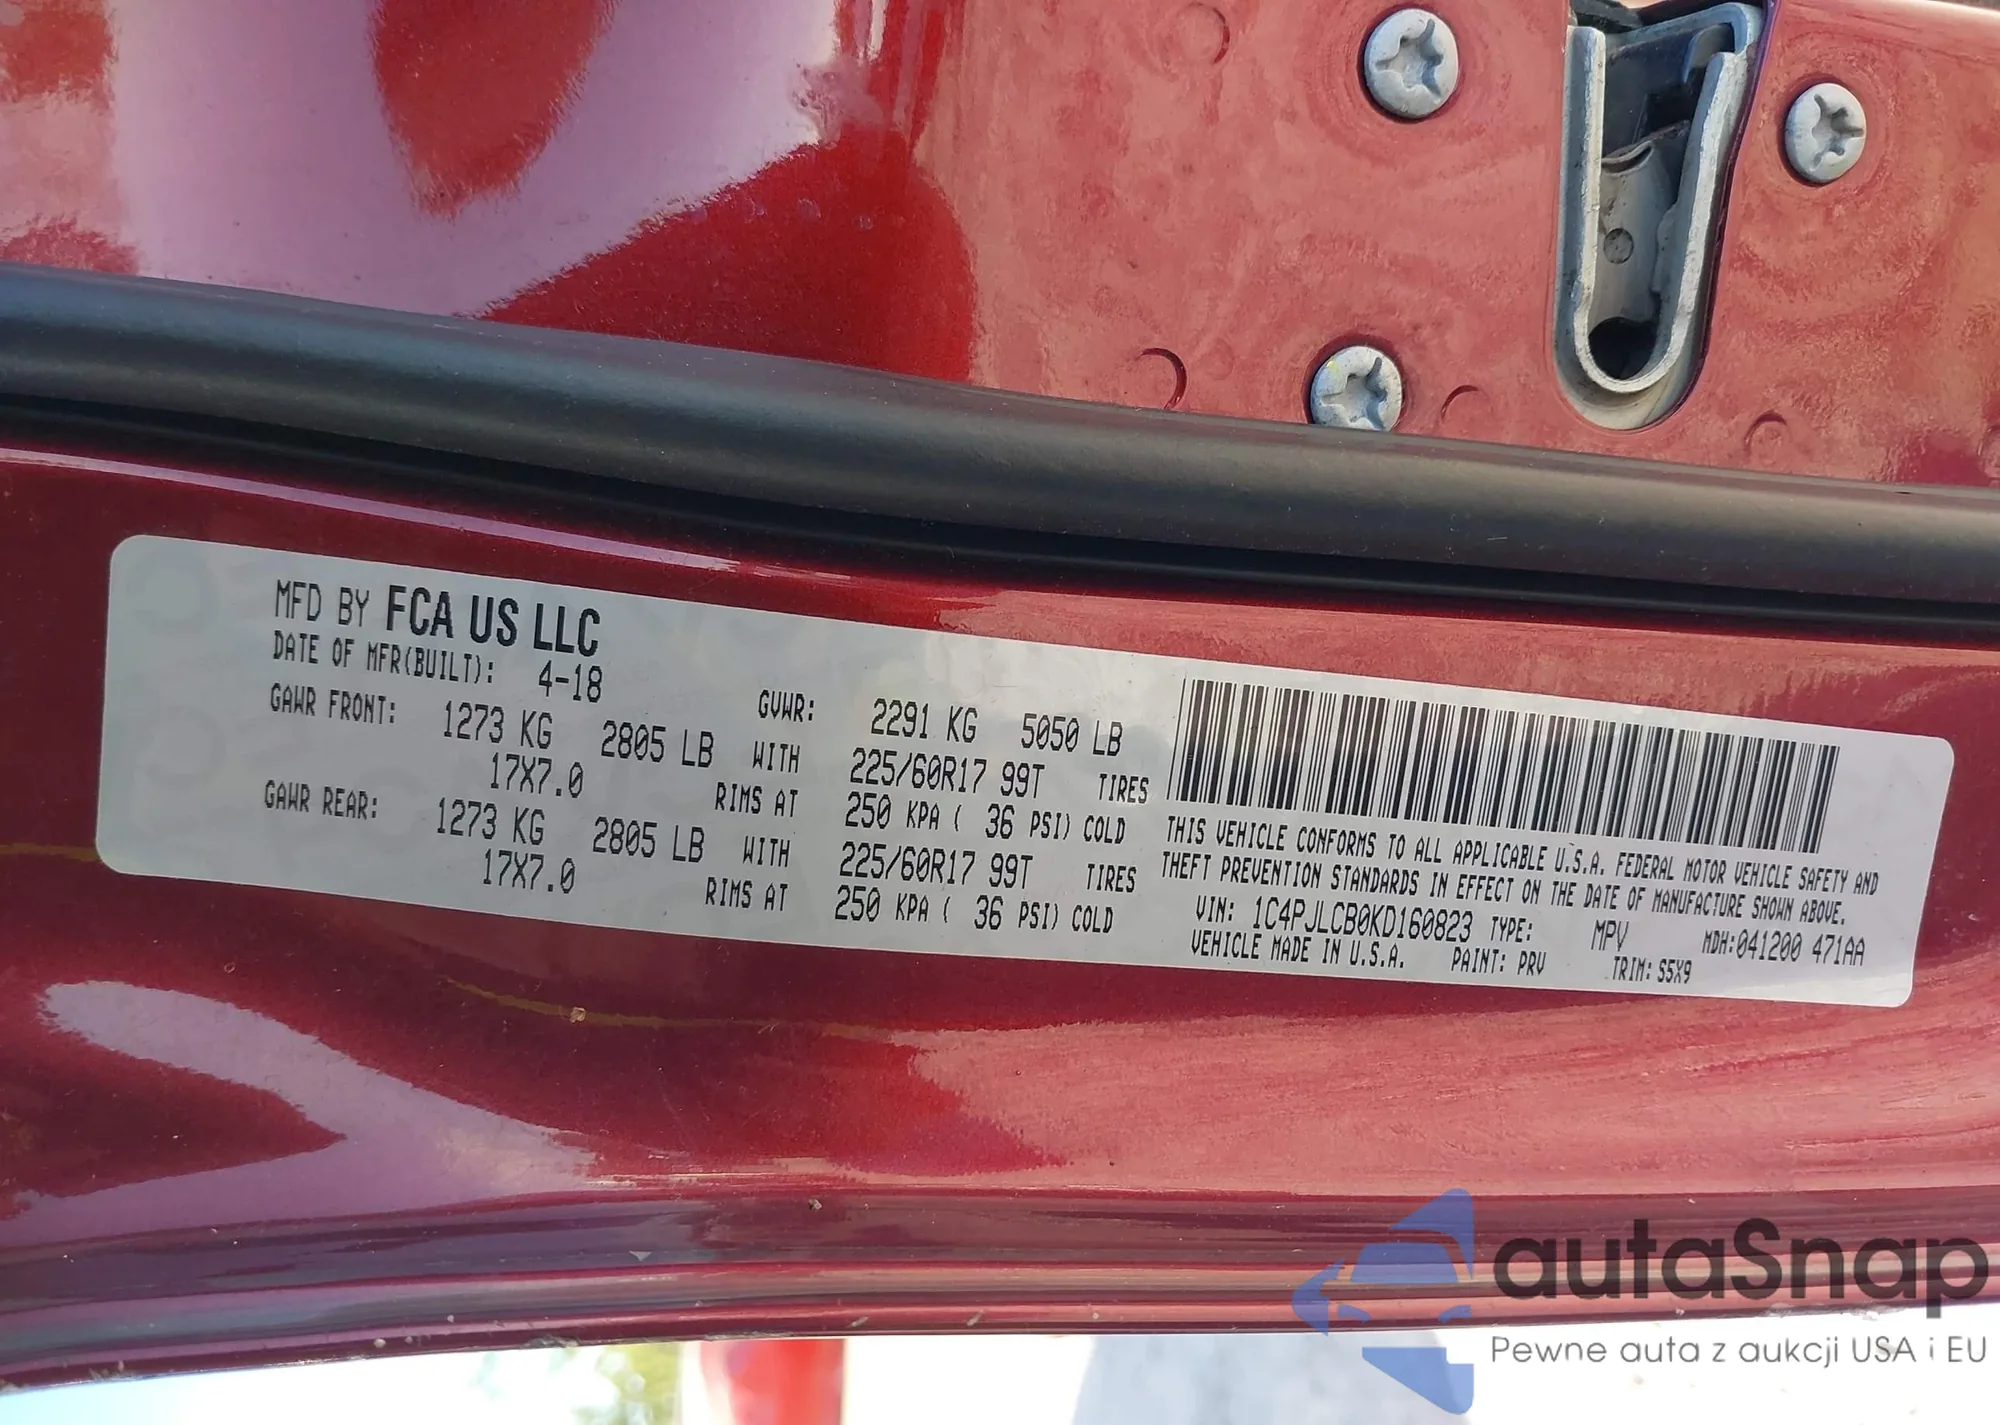 MFD BY FCA US LLC
DATE OF MFR(BUILT): 4-18 GVWR: 2291 KG 5050 LB
GAWR FRONT: 1273 KG 2805 LB WITH 225/60R17 99T TIRES
17X7.0 RIMS AT 250 KPA ( 36 PSI) COLD
GAWR REAR: 1273 KG 2805 LB WITH 225/60R17 99T TIRES
17X7.0 RIMS AT 250 KPA ( 36 PSI) COLD
THIS VEHICLE CONFORMS TO ALL APPLICABLE U.S.A. FEDERAL MOTOR VEHICLE SAFETY AND
THEFT PREVENTION STANDARDS IN EFFECT ON THE DATE OF MANUFACTURE SHOWN ABOVE.
VIN: 1C4PJLCB0KD160823 TYPE: MPV MDH:041200 471AA
VEHICLE MADE IN U.S.A. PAINT: PRV TRIM: S5X9
autaSnap
Pewne auta z aukcji USA i EU